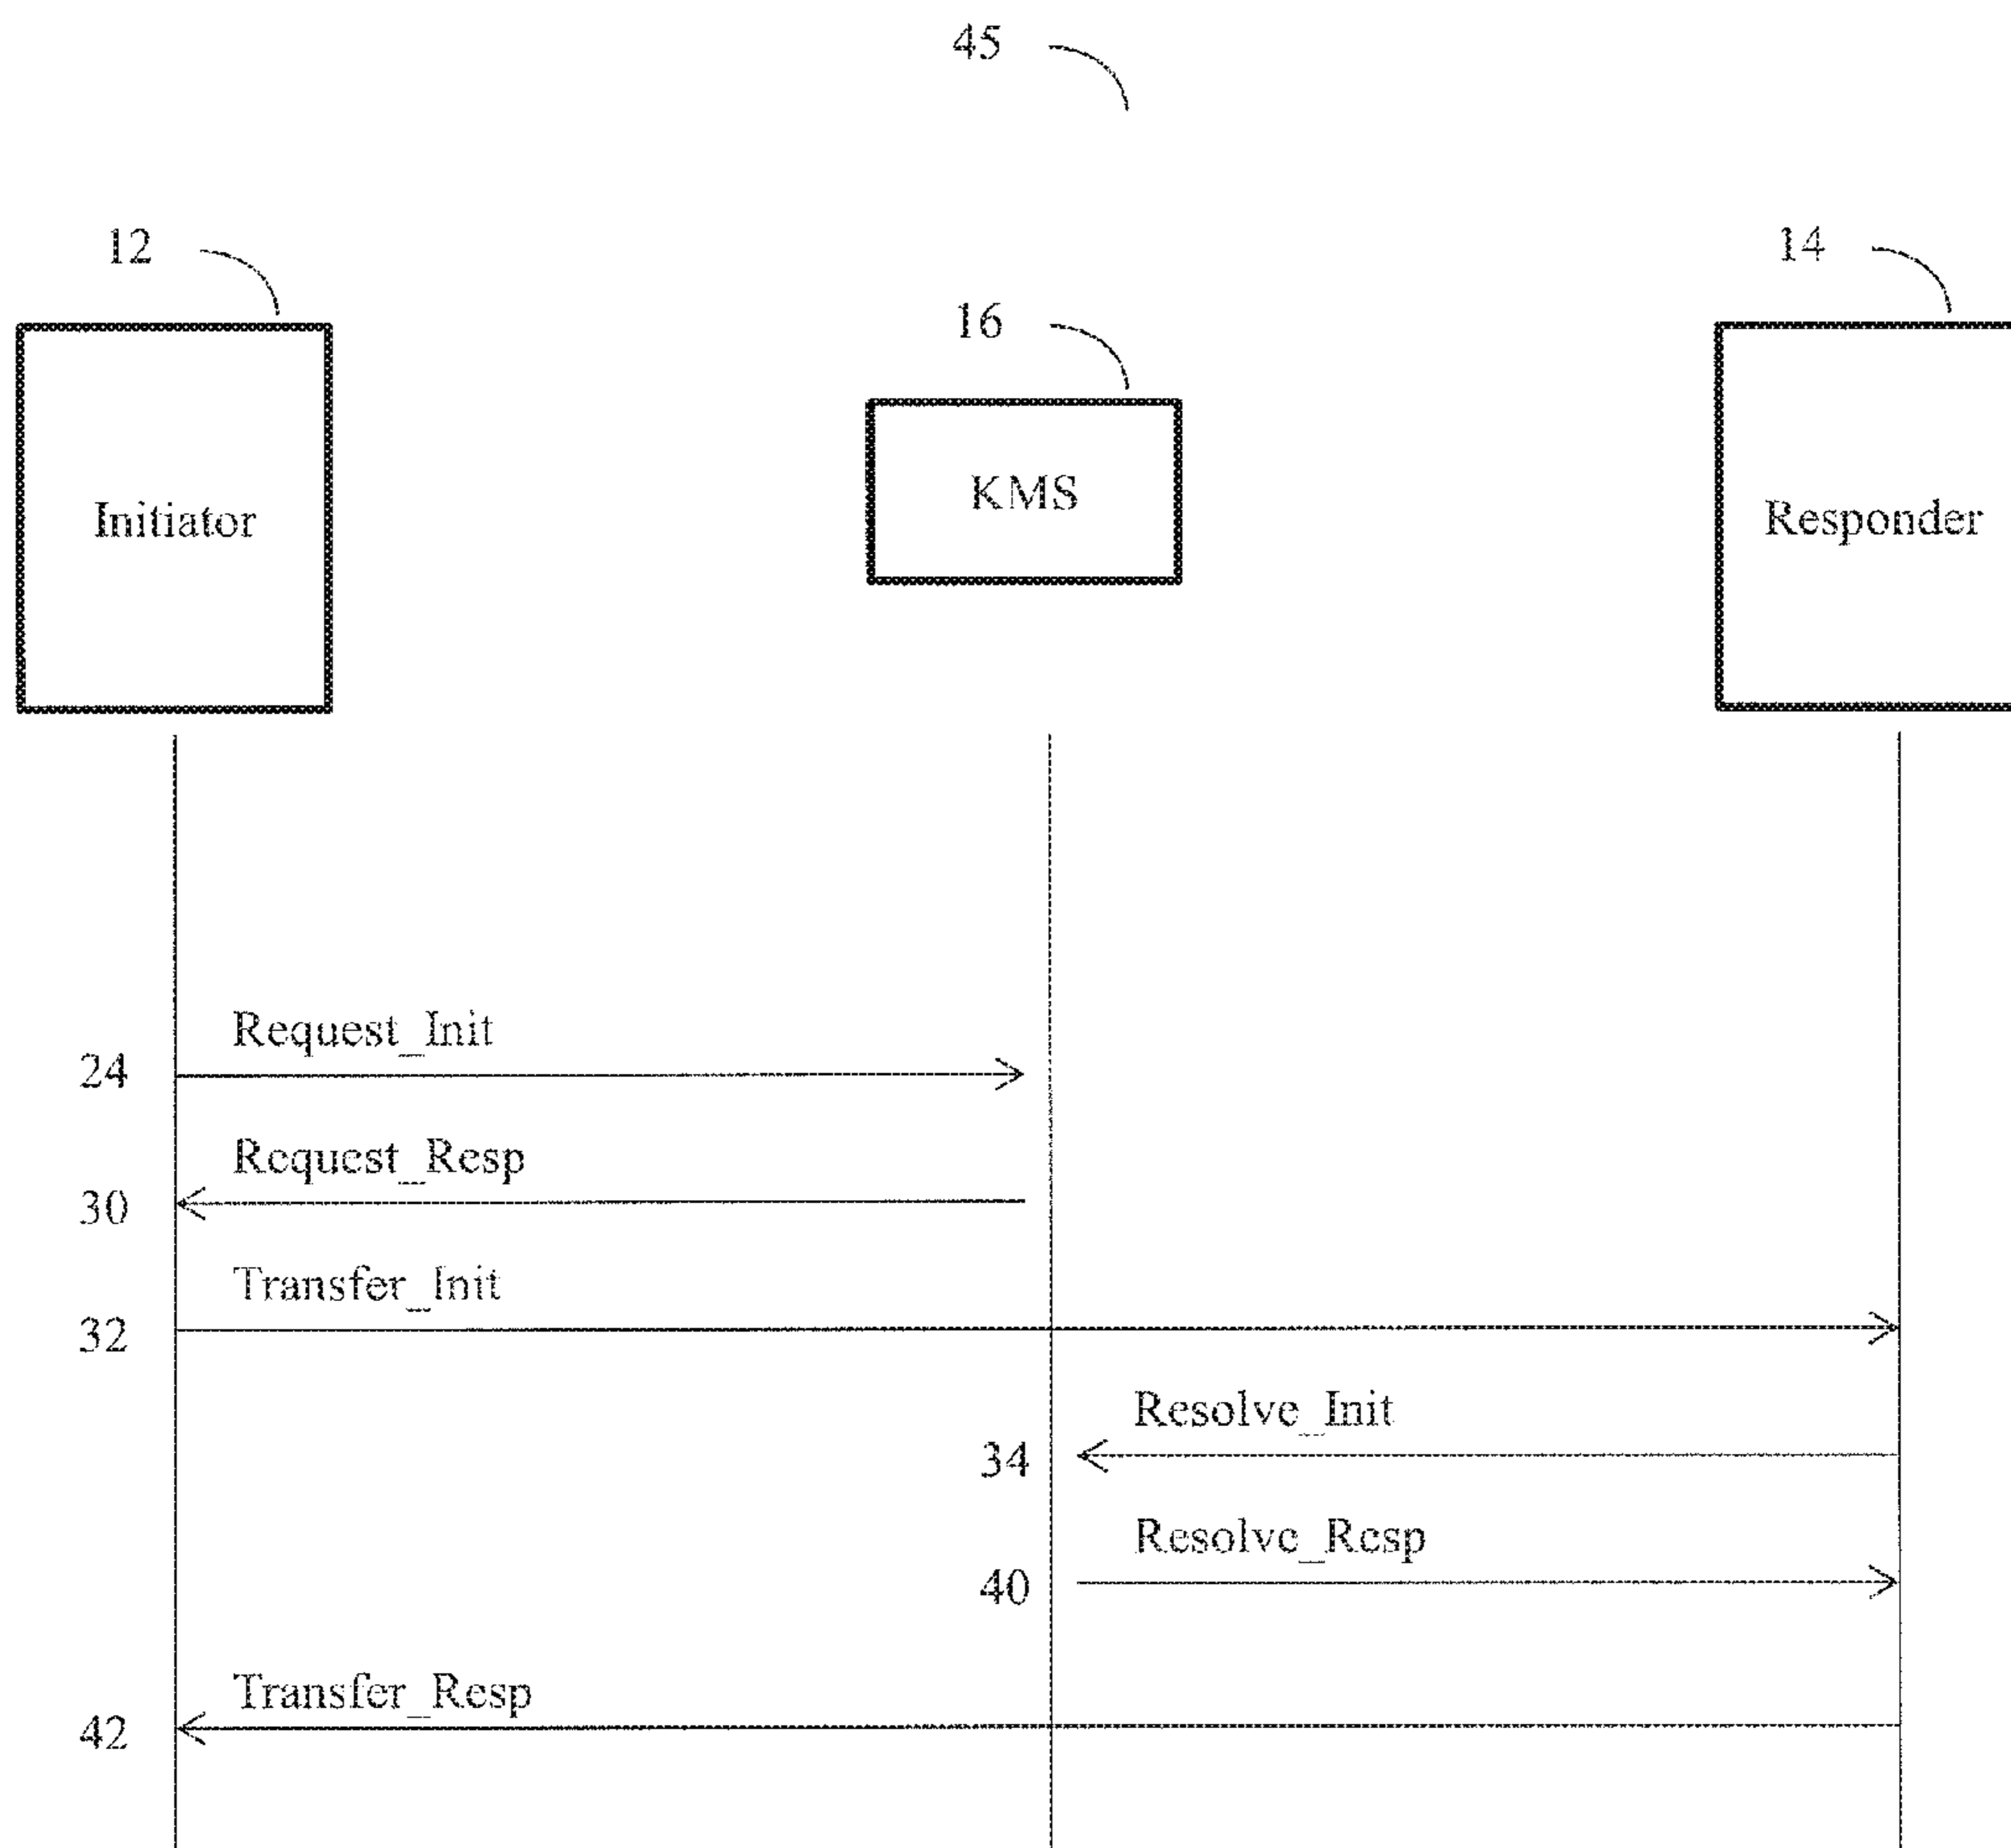 45
12
14
16
Initiator
KMS
Responder
Request_Init
24
Request_Resp
30
Transfer_Init
32
Resolve_Init
34
Resolve_Resp
40
Transfer_Resp
42